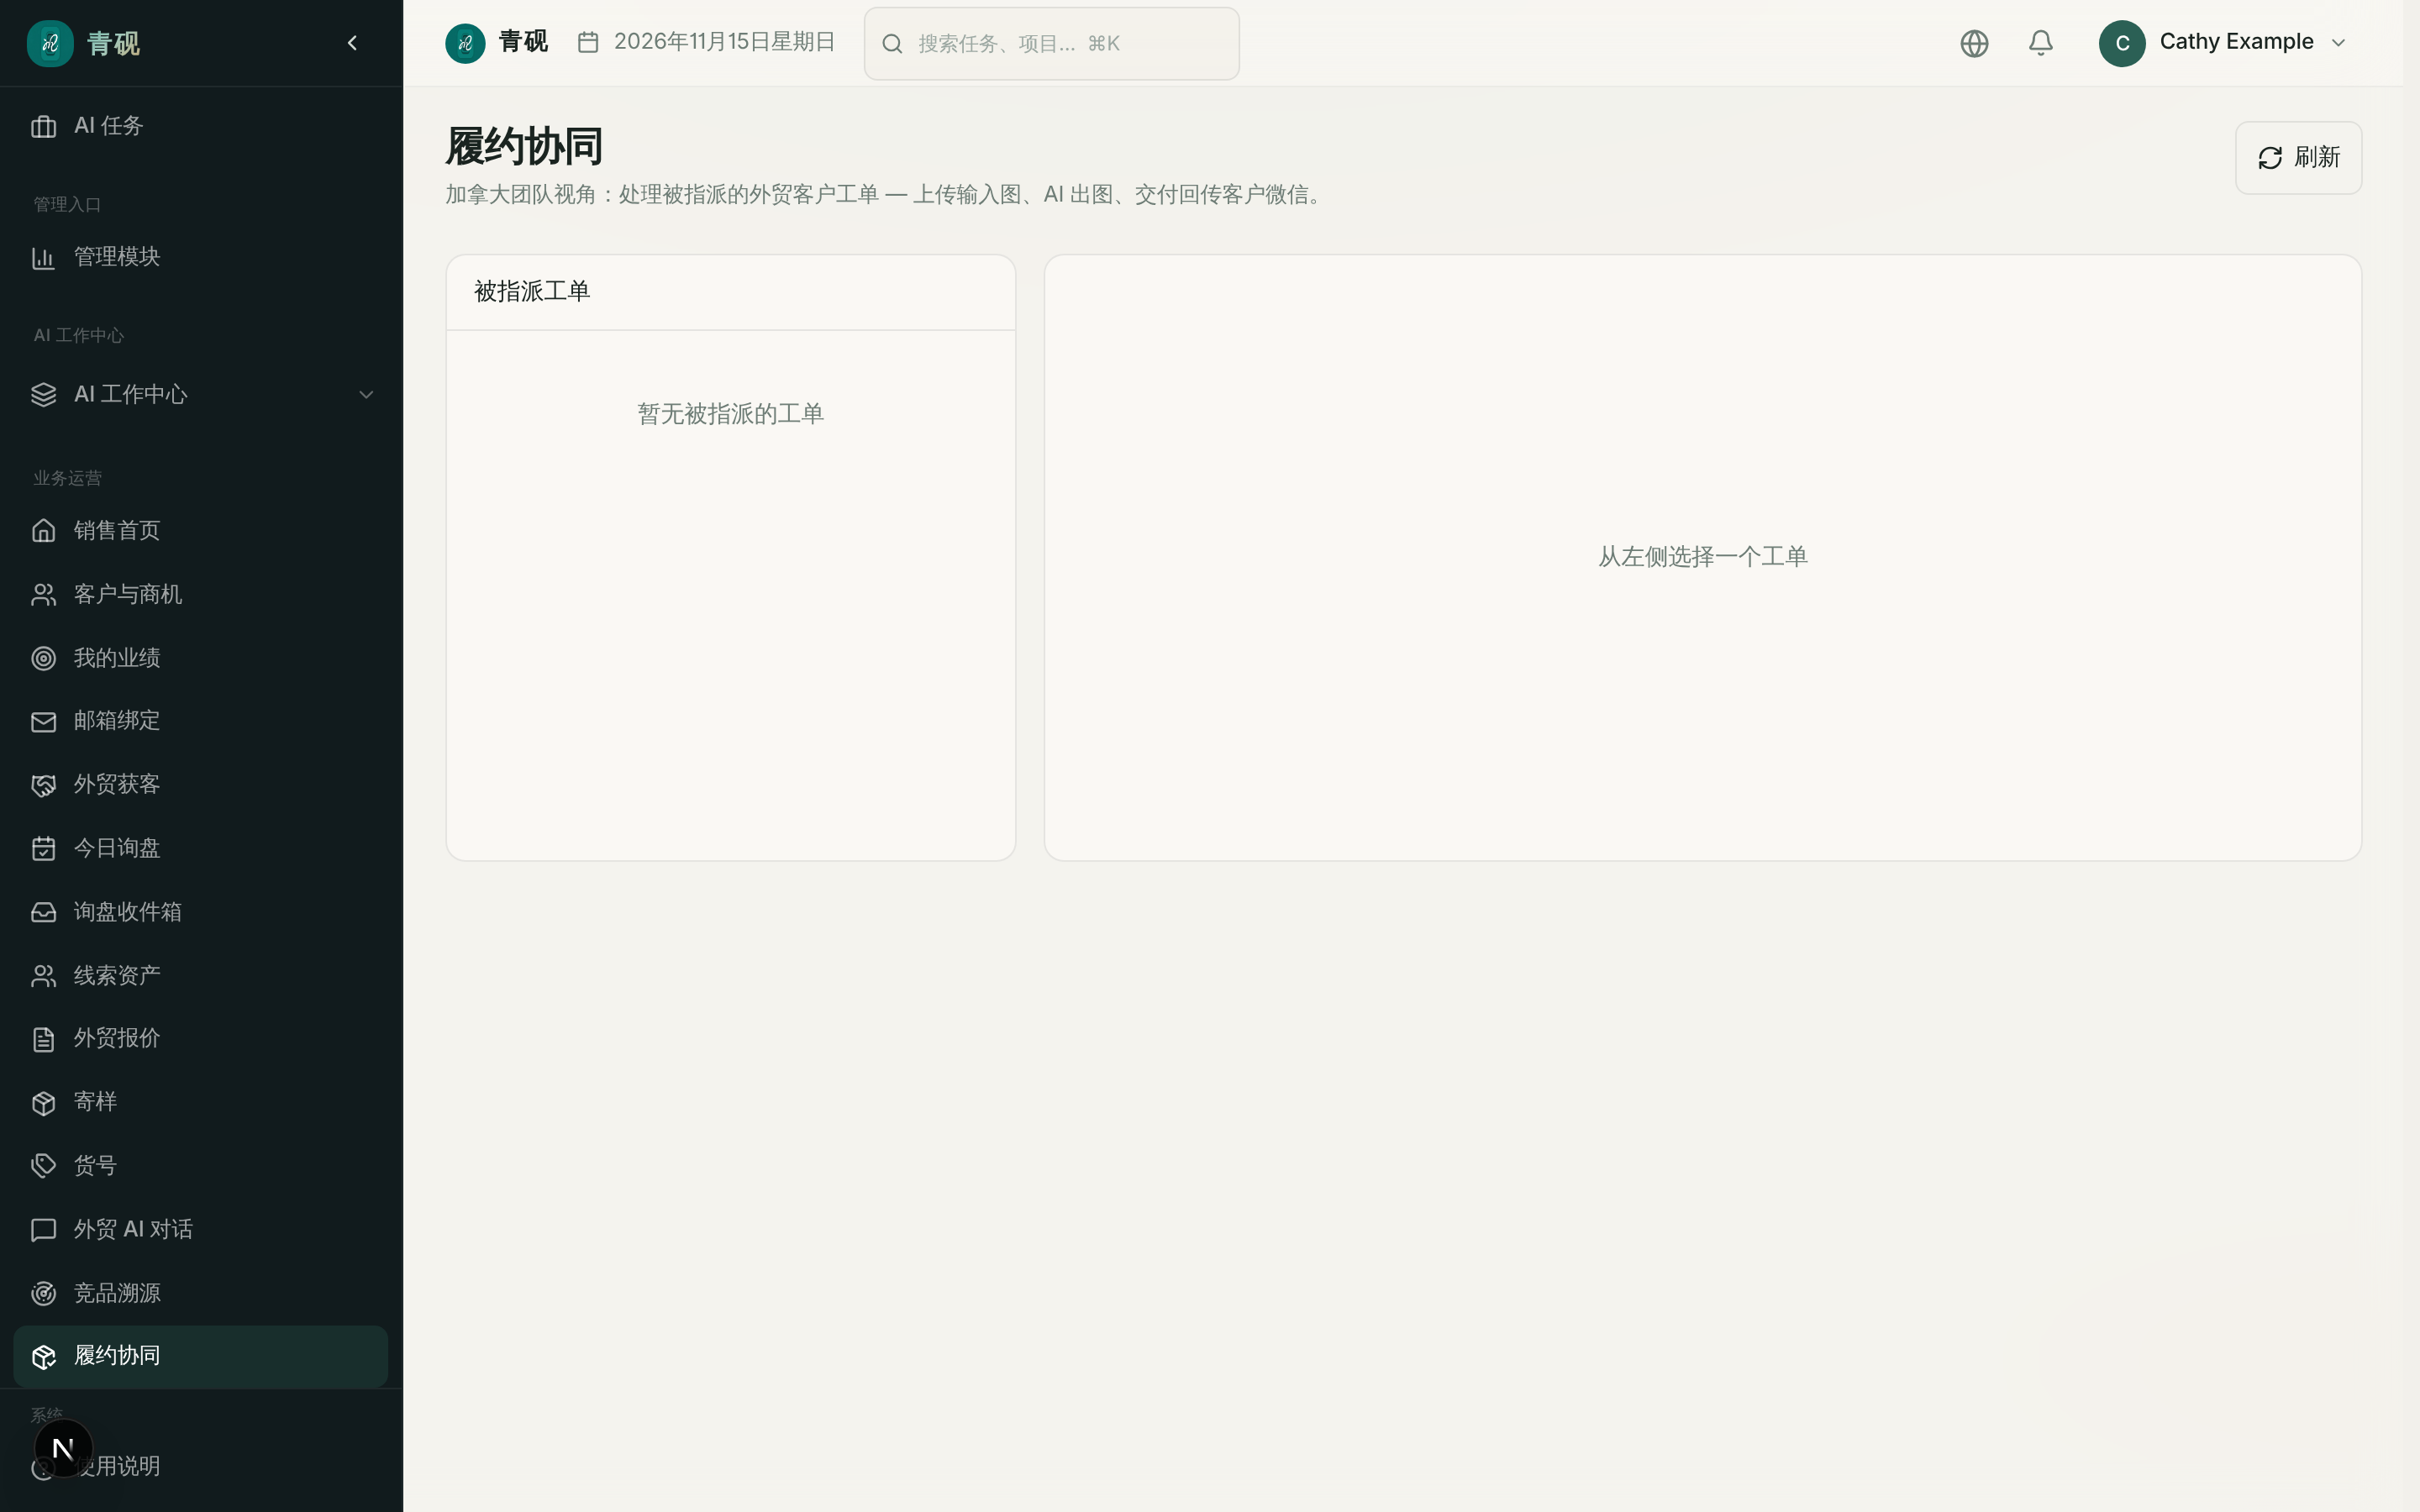 青砚
AI 任务
管理入口
管理模块
AI 工作中心
AI 工作中心
业务运营
销售首页
客户与商机
我的业绩
邮箱绑定
外贸获客
今日询盘
询盘收件箱
线索资产
外贸报价
寄样
货号
外贸 AI 对话
竞品溯源
履约协同
系统
使用说明
青砚
2026年11月15日星期日
搜索任务、项目... ⌘K
C
Cathy Example
履约协同
加拿大团队视角：处理被指派的外贸客户工单 — 上传输入图、AI 出图、交付回传客户微信。
刷新
被指派工单
暂无被指派的工单
从左侧选择一个工单